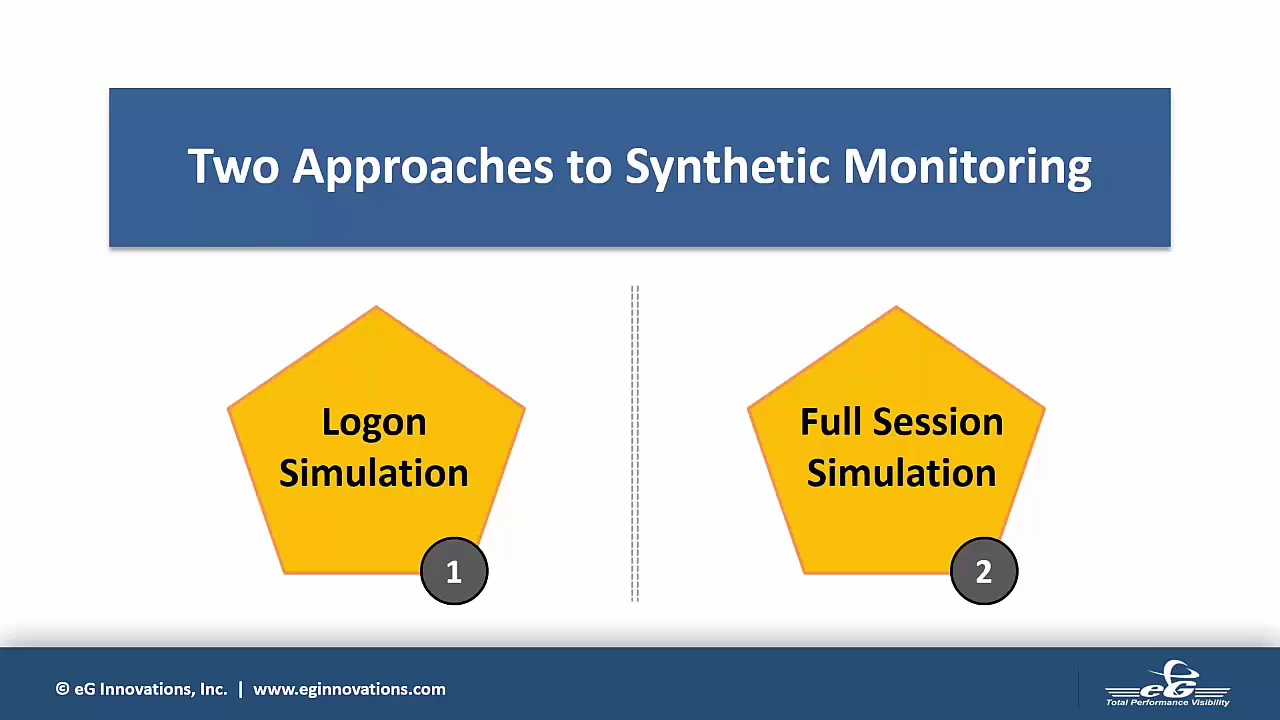 Two Approaches to Synthetic Monitoring
Logon
Simulation
1
Full Session
Simulation
2
© eG Innovations, Inc. | www.eginnovations.com
eG
Total Performance Visibility